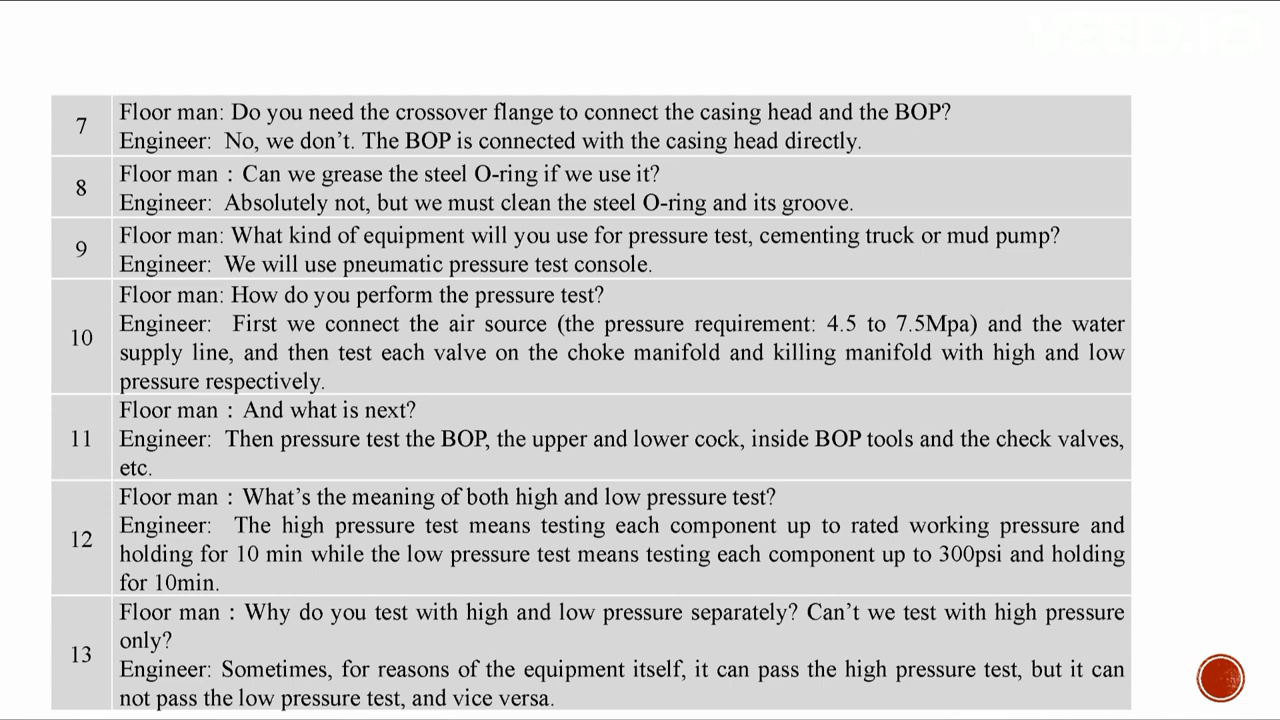 7
Floor man: Do you need the crossover flange to connect the casing head and the BOP?
Engineer: No, we don't. The BOP is connected with the casing head directly.
8
Floor man : Can we grease the steel O-ring if we use it?
Engineer: Absolutely not, but we must clean the steel O-ring and its groove.
9
Floor man: What kind of equipment will you use for pressure test, cementing truck or mud pump?
Engineer: We will use pneumatic pressure test console.
10
Floor man: How do you perform the pressure test?
Engineer: First we connect the air source (the pressure requirement: 4.5 to 7.5Mpa) and the water
supply line, and then test each valve on the choke manifold and killing manifold with high and low
pressure respectively.
11
Floor man : And what is next?
Engineer: Then pressure test the BOP, the upper and lower cock, inside BOP tools and the check valves,
etc.
12
Floor man : What's the meaning of both high and low pressure test?
Engineer: The high pressure test means testing each component up to rated working pressure and
holding for 10 min while the low pressure test means testing each component up to 300psi and holding
for 10min.
13
Floor man : Why do you test with high and low pressure separately? Can't we test with high pressure
only?
Engineer: Sometimes, for reasons of the equipment itself, it can pass the high pressure test, but it can
not pass the low pressure test, and vice versa.